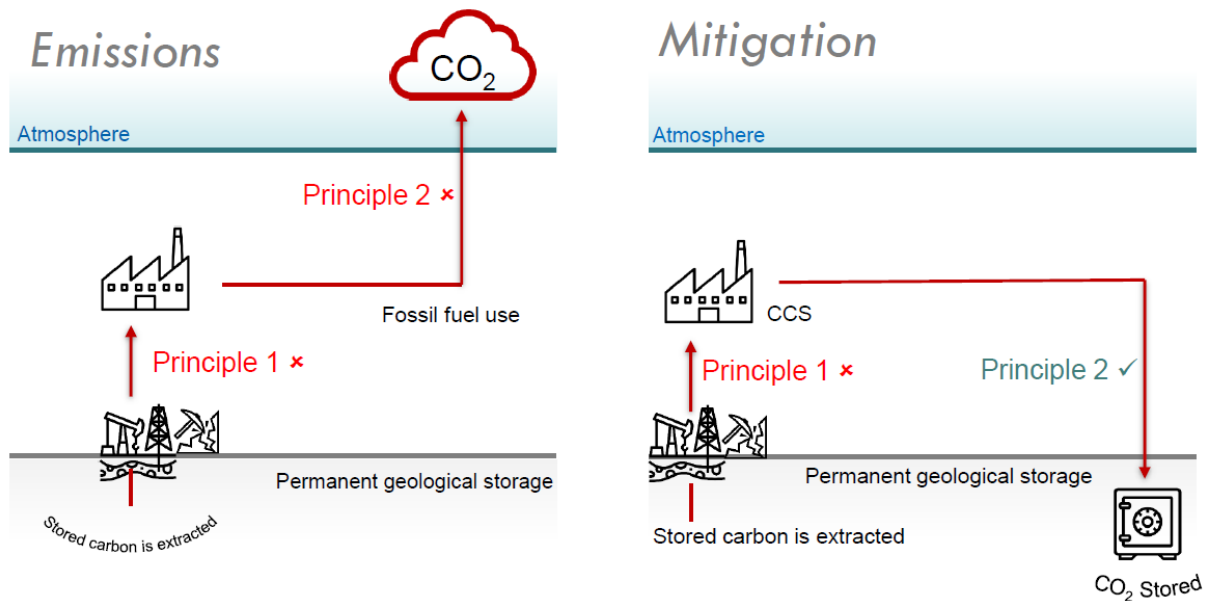 Emissions
CO₂
Atmosphere
Principle 2 ×
Fossil fuel use
Principle 1 ×
Permanent geological storage
Stored carbon is extracted
Mitigation
Atmosphere
CCS
Principle 1 ×
Principle 2 ✓
Permanent geological storage
Stored carbon is extracted
CO₂ Stored